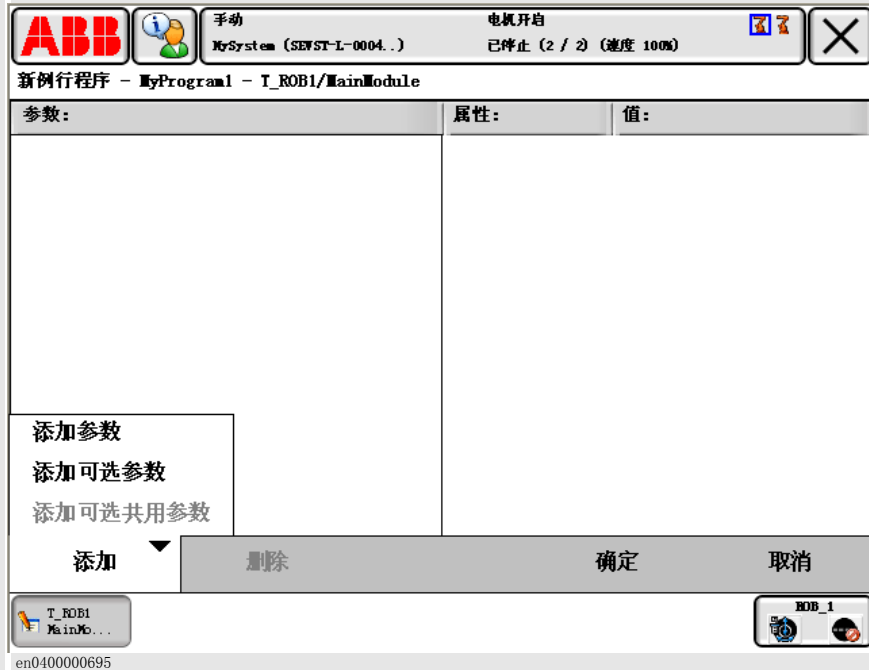 ABB
手动
电机开启
MySystem (SEVST-L-0004..)
已停止 (2 / 2) (速度 100%)
新例行程序 - MyProgram1 - T_ROB1/MainModule
参数:
属性:
值:
添加参数
添加可选参数
添加可选共用参数
添加
删除
确定
取消
T_ROB1
MainMo...
ROB_1
en0400000695